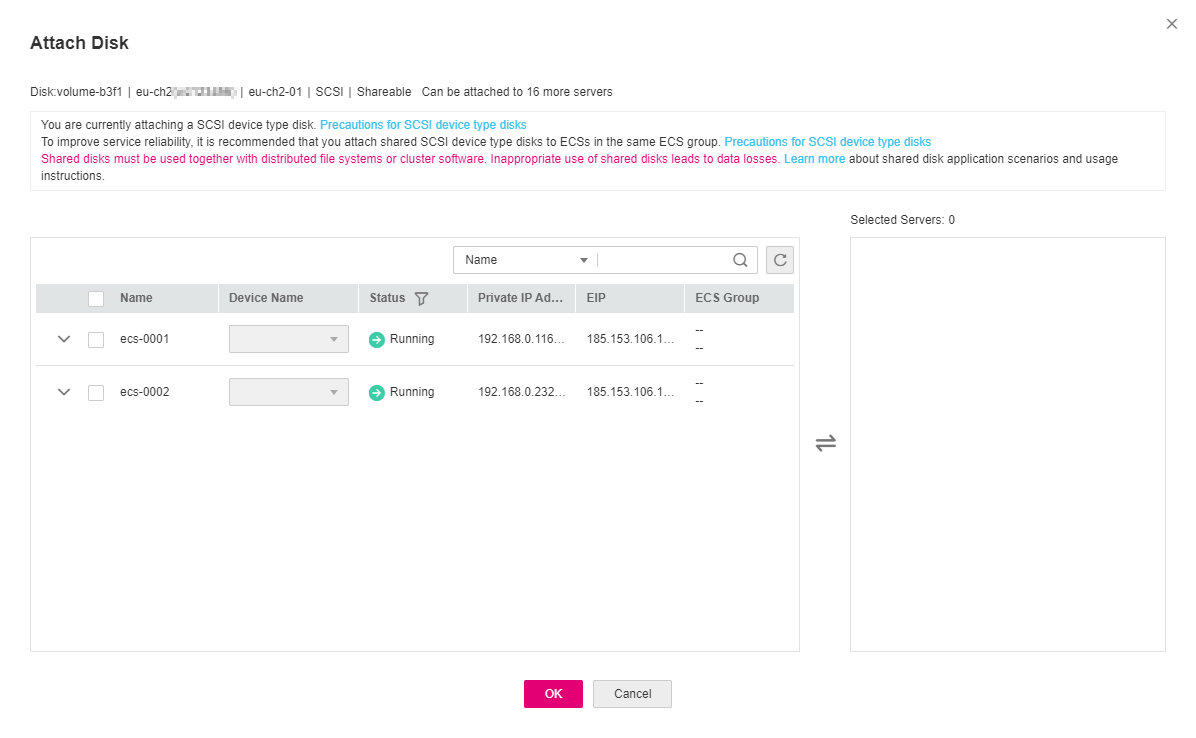 Attach Disk
Disk:volume-b3f1 | eu-ch2 | eu-ch2-01 | SCSI | Shareable Can be attached to 16 more servers
You are currently attaching a SCSI device type disk. Precautions for SCSI device type disks
To improve service reliability, it is recommended that you attach shared SCSI device type disks to ECSs in the same ECS group. Precautions for SCSI device type disks
Shared disks must be used together with distributed file systems or cluster software. Inappropriate use of shared disks leads to data losses. Learn more about shared disk application scenarios and usage
instructions.
Selected Servers: 0
Name
Name Device Name Status Private IP Ad... EIP ECS Group
ecs-0001 Running 192.168.0.116... 185.153.106.1... --
--
ecs-0002 Running 192.168.0.232... 185.153.106.1... --
--
OK Cancel